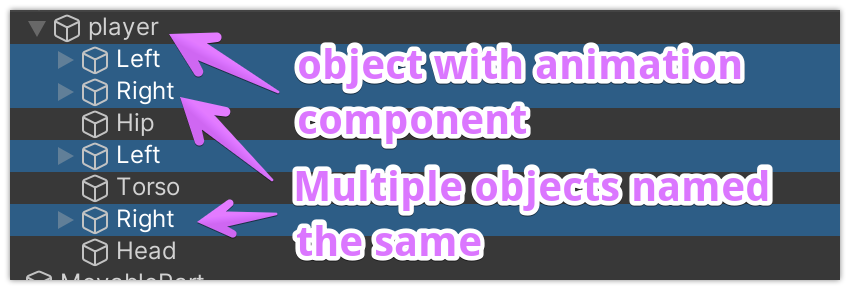 player
Left
Right
Hip
Left
Torso
Right
Head
MovablePart
object with animation
component
Multiple objects named
the same